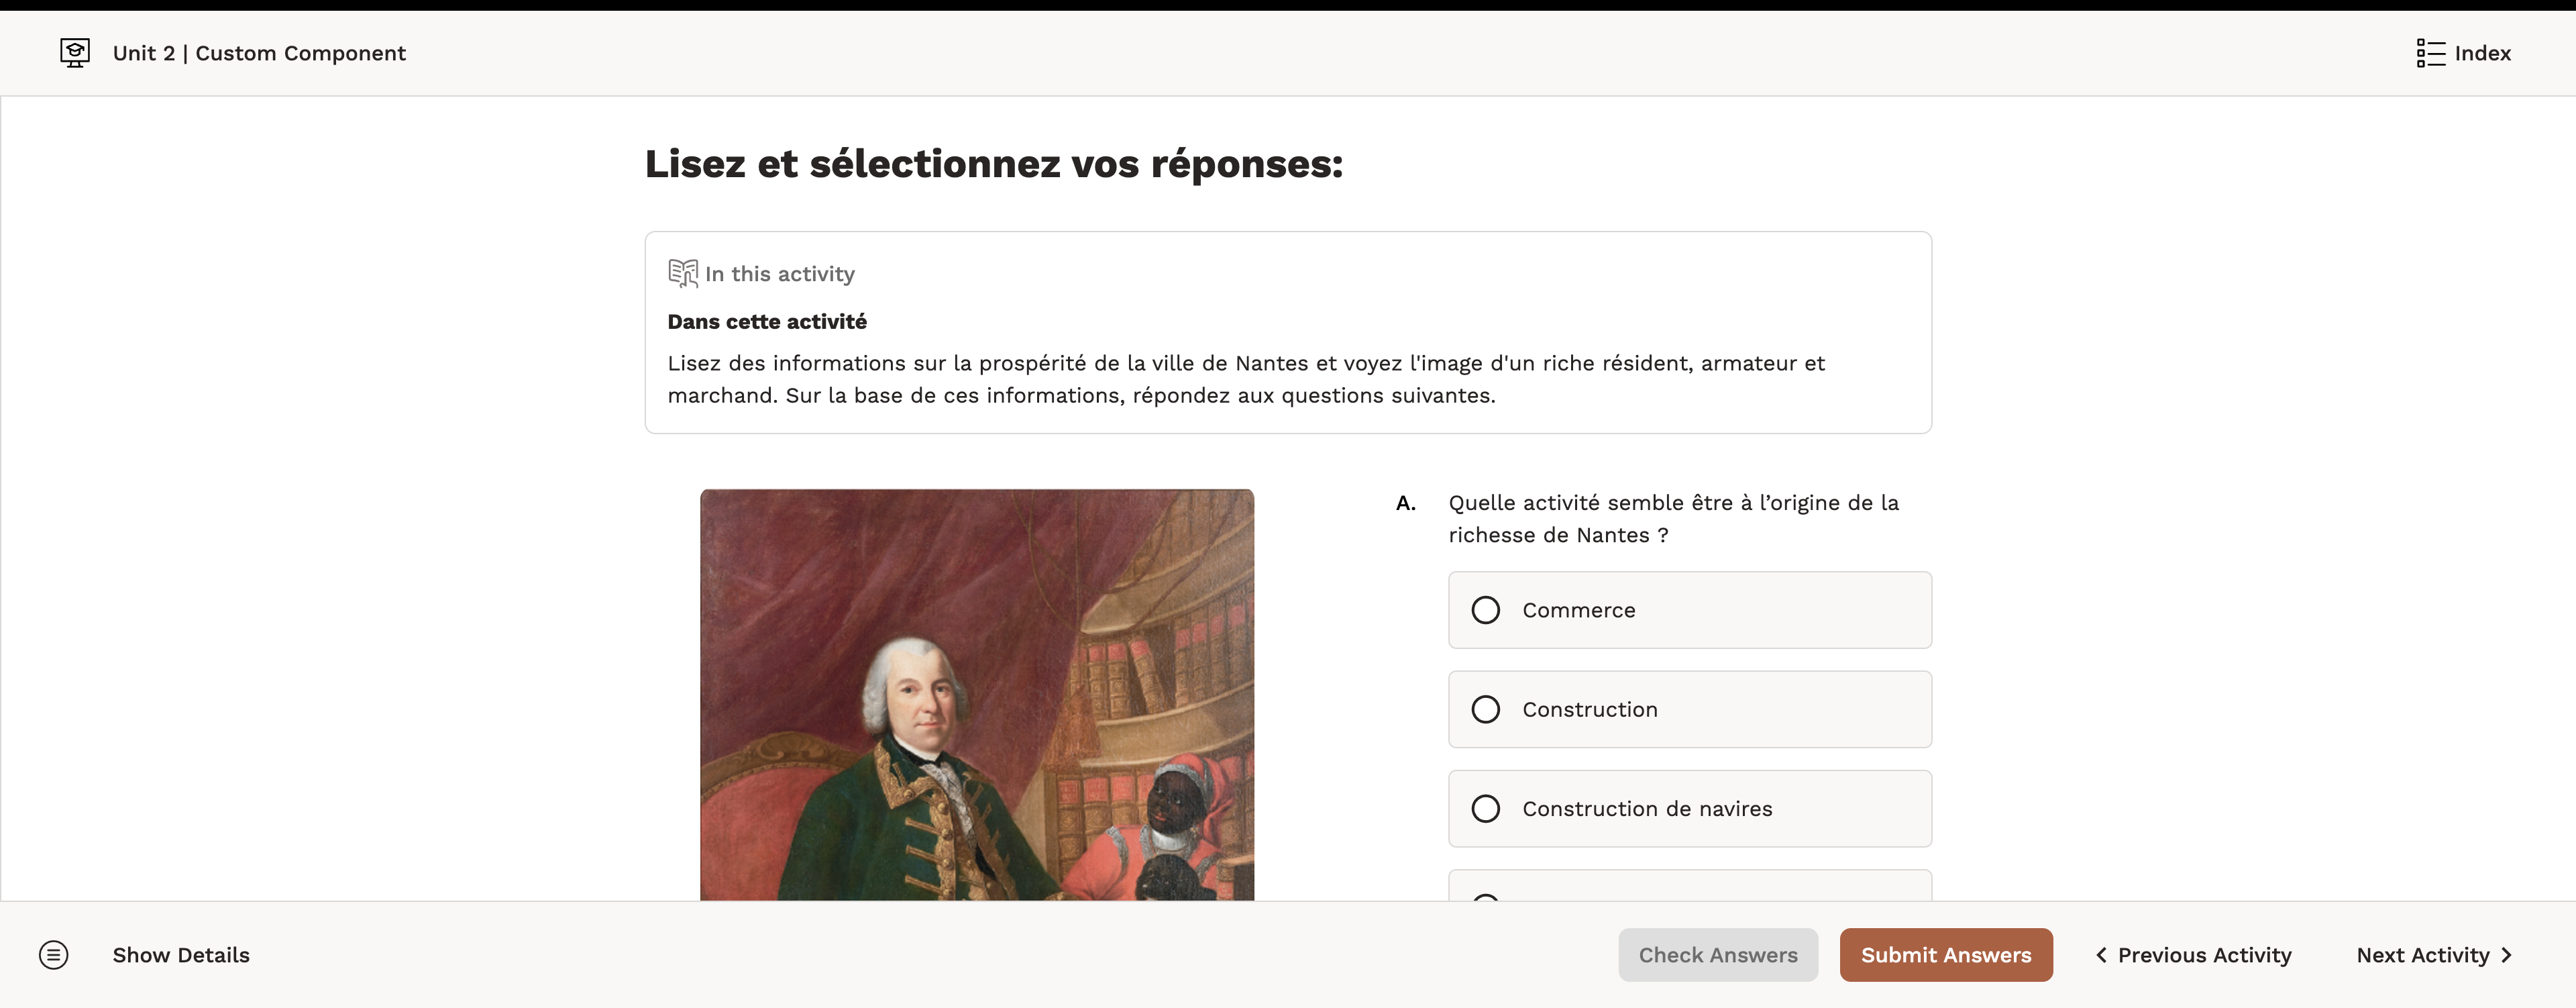 Unit 2 | Custom Component
Index
Lisez et sélectionnez vos réponses:
In this activity
Dans cette activité
Lisez des informations sur la prospérité de la ville de Nantes et voyez l'image d'un riche résident, armateur et
marchand. Sur la base de ces informations, répondez aux questions suivantes.
A. Quelle activité semble être à l’origine de la
richesse de Nantes ?
Commerce
Construction
Construction de navires
Show Details
Check Answers
Submit Answers
Previous Activity
Next Activity